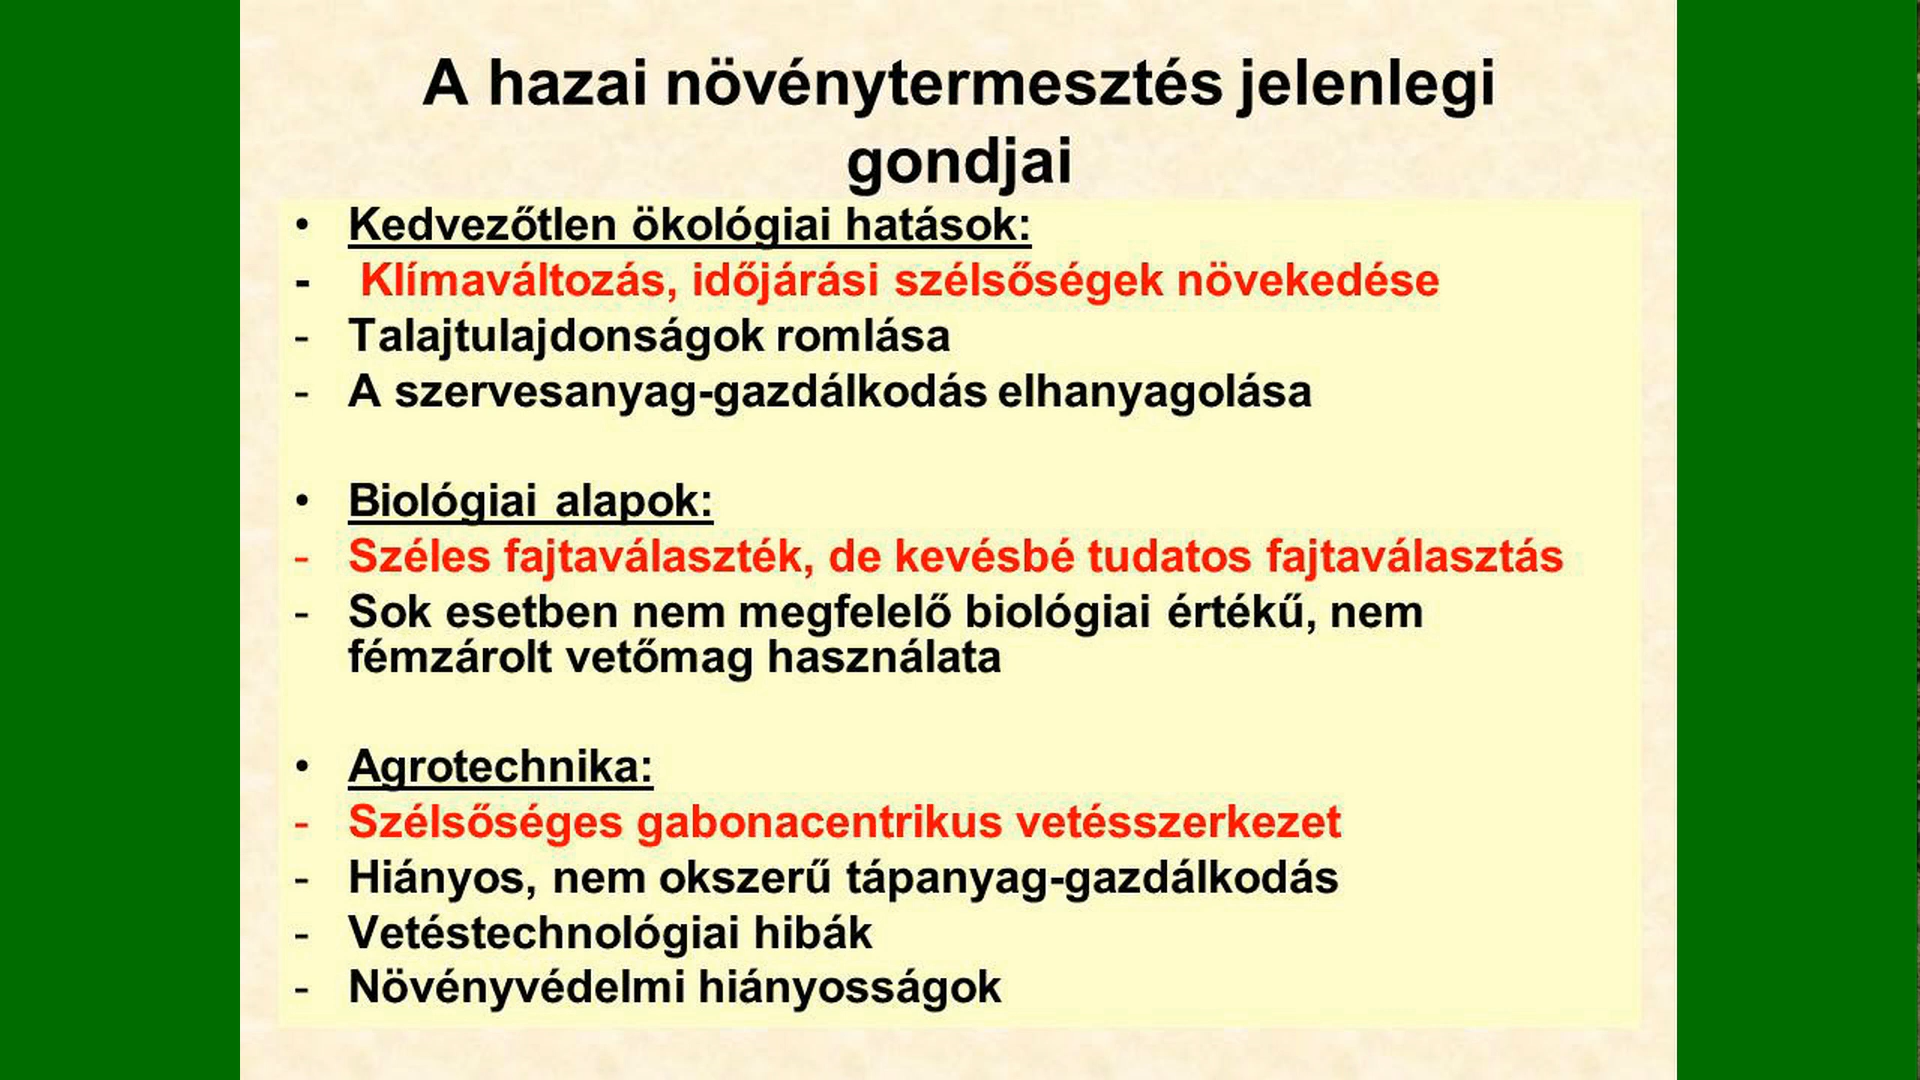 A hazai növénytermesztés jelenlegi
gondjai
• Kedvezőtlen ökológiai hatások:
- Klímaváltozás, időjárási szélsőségek növekedése
- Talajtulajdonságok romlása
- A szervesanyag-gazdálkodás elhanyagolása
• Biológiai alapok:
- Széles fajtaválaszték, de kevésbé tudatos fajtaválasztás
- Sok esetben nem megfelelő biológiai értékű, nem
fémzárolt vetőmag használata
• Agrotechnika:
- Szélsőséges gabonacentrikus vetésszerkezet
- Hiányos, nem okszerű tápanyag-gazdálkodás
- Vetéstechnológiai hibák
- Növényvédelmi hiányosságok